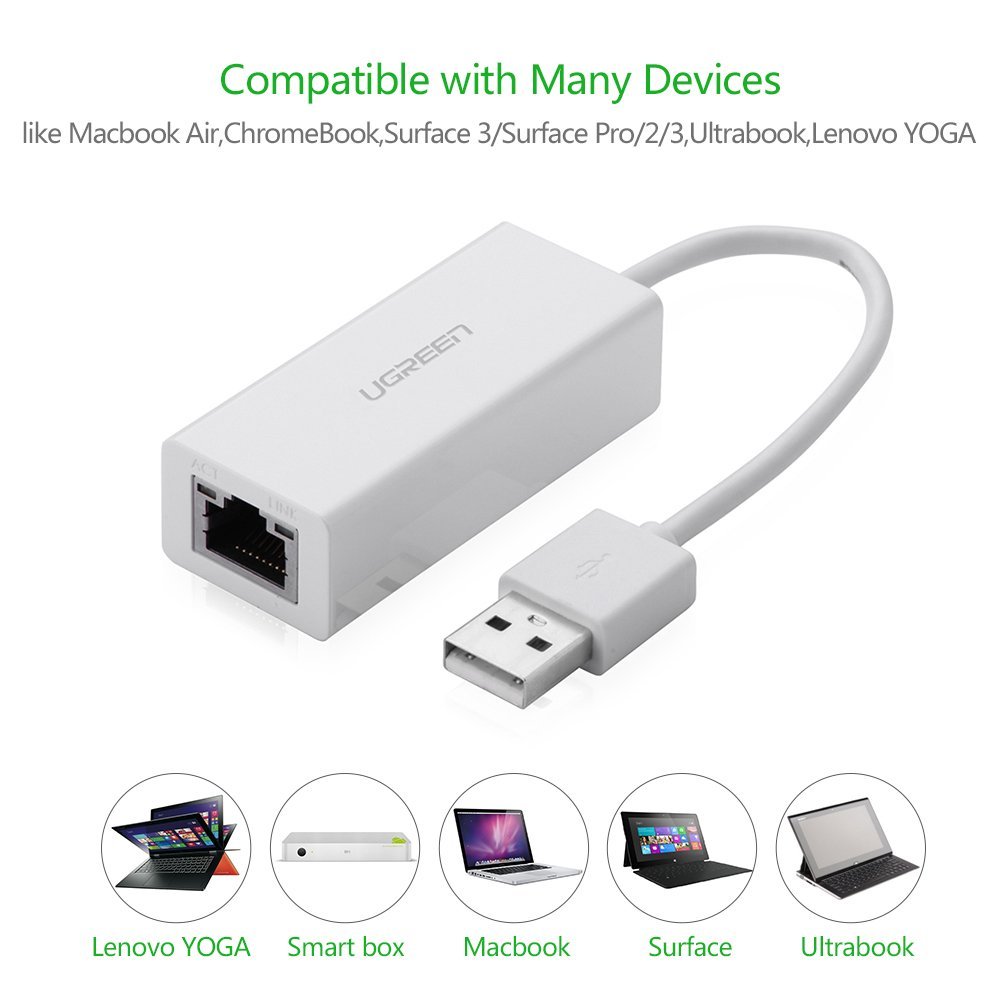 Compatible with Many Devices
like Macbook Air,ChromeBook,Surface 3/Surface Pro/2/3,Ultrabook,Lenovo YOGA
UGREEN
ACT
LINK
Lenovo YOGA
Smart box
Macbook
Surface
Ultrabook